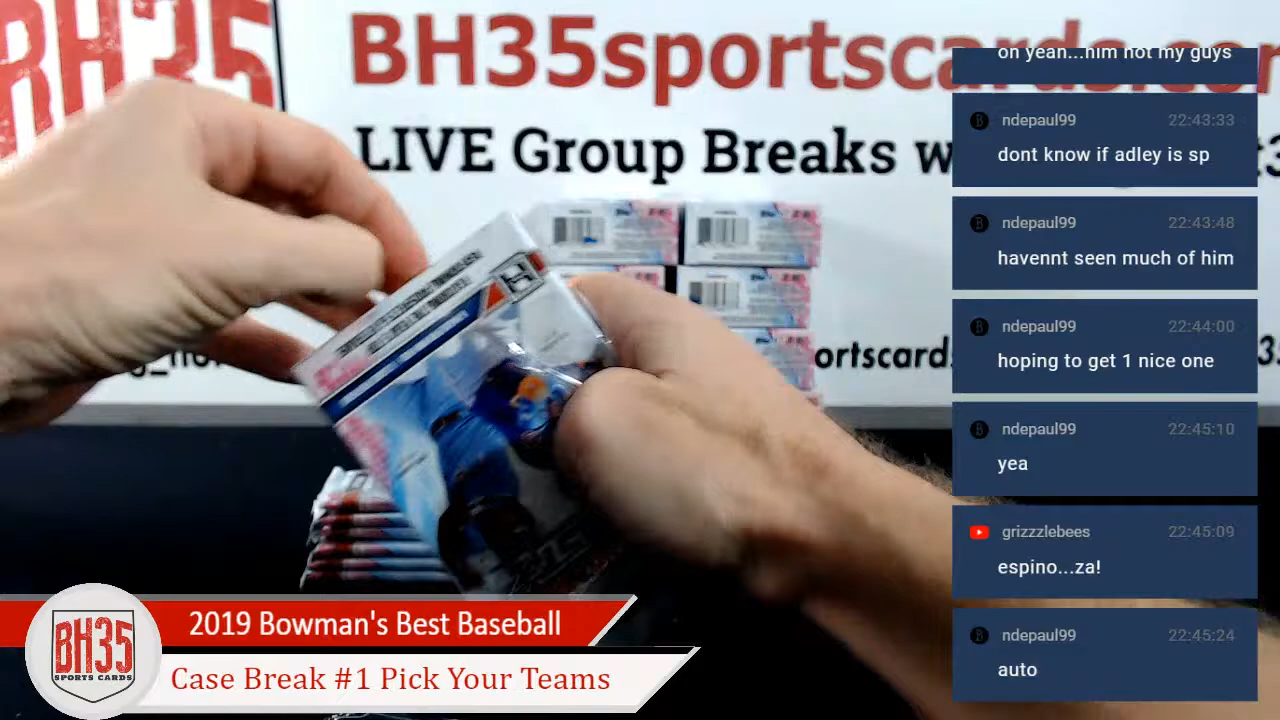 BH35
BH35sportscards.com
LIVE Group Breaks
ortscards
on yeah...him not my guys
ndepaul99 22:43:33
dont know if adley is sp
ndepaul99 22:43:48
havennt seen much of him
ndepaul99 22:44:00
hoping to get 1 nice one
ndepaul99 22:45:10
yea
grizzzlebees 22:45:09
espino...za!
ndepaul99 22:45:24
auto
2019 Bowman's Best Baseball
Case Break #1 Pick Your Teams
BH35
SPORTS CARDS